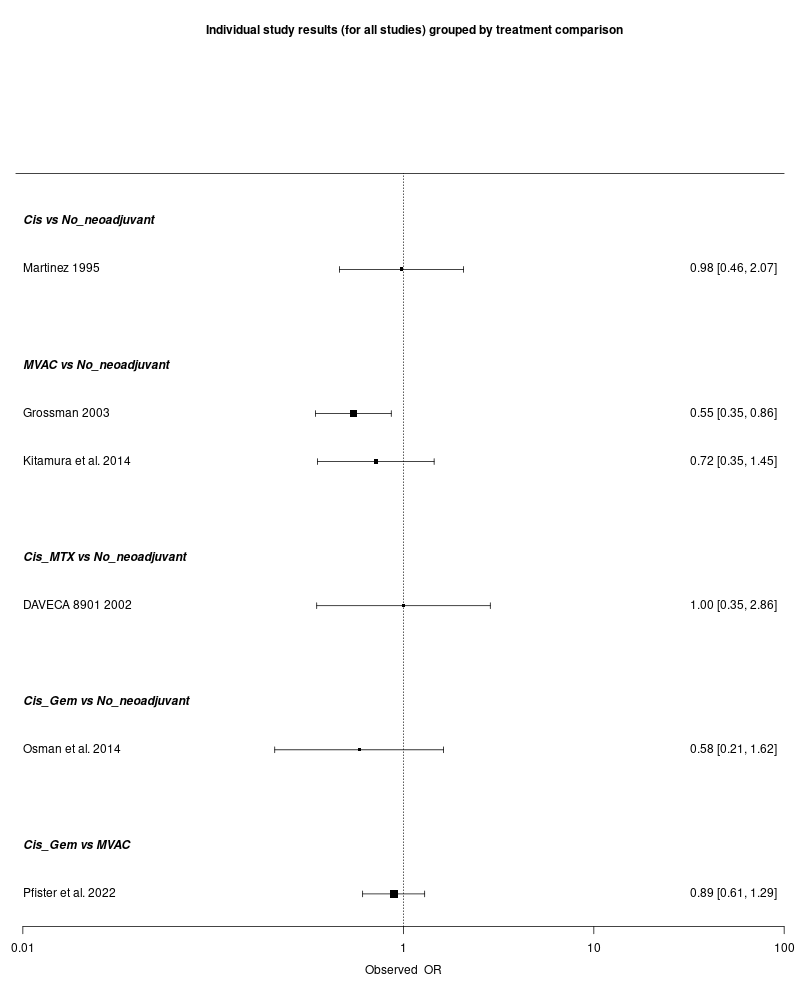 Individual study results (for all studies) grouped by treatment comparison
Cis vs No_neoadjuvant
Martinez 1995 0.98 [0.46, 2.07]
MVAC vs No_neoadjuvant
Grossman 2003 0.55 [0.35, 0.86]
Kitamura et al. 2014 0.72 [0.35, 1.45]
Cis_MTX vs No_neoadjuvant
DAVECA 8901 2002 1.00 [0.35, 2.86]
Cis_Gem vs No_neoadjuvant
Osman et al. 2014 0.58 [0.21, 1.62]
Cis_Gem vs MVAC
Pfister et al. 2022 0.89 [0.61, 1.29]
0.01 1 10 100
Observed OR